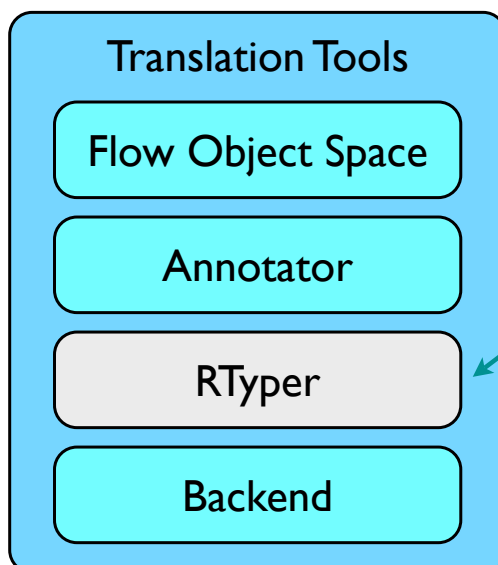 Translation Tools
Flow Object Space
Annotator
RTyper
Backend